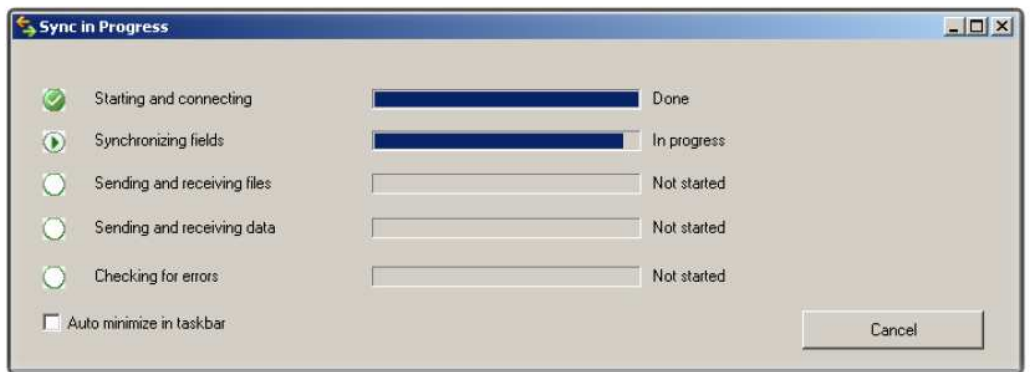 Sync in Progress
Starting and connecting Done
Synchronizing fields In progress
Sending and receiving files Not started
Sending and receiving data Not started
Checking for errors Not started
Auto minimize in taskbar
Cancel